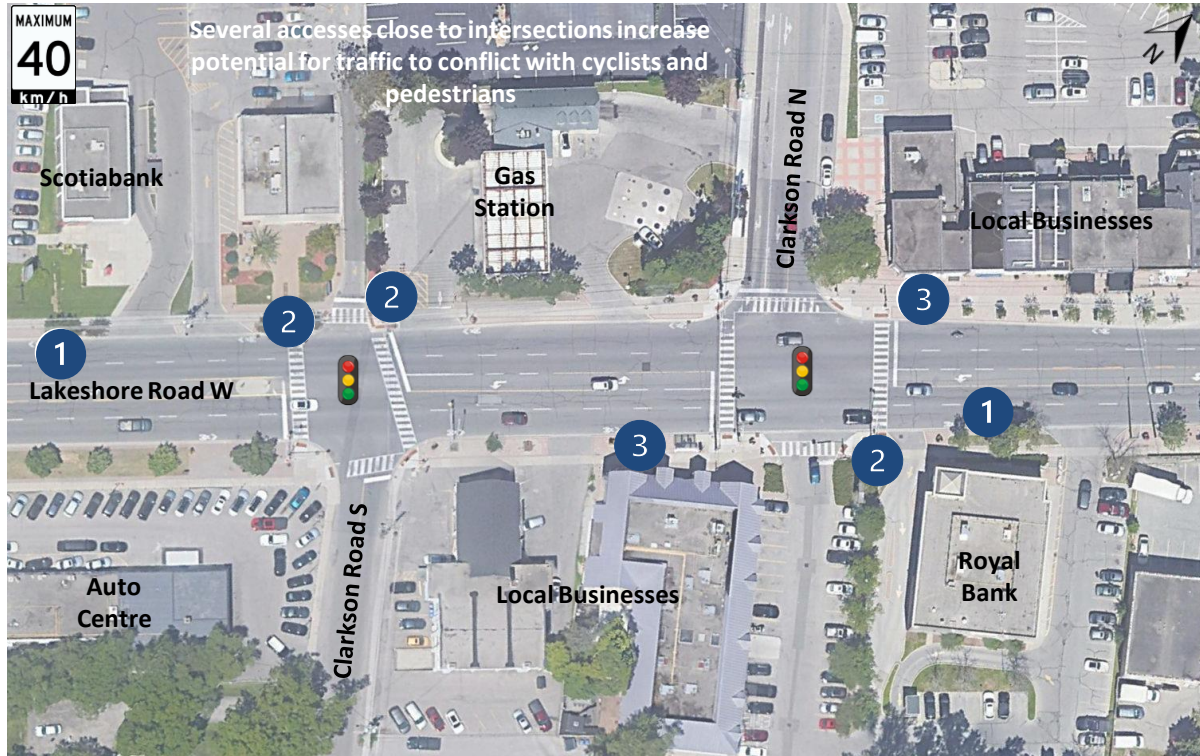 MAXIMUM
40
km/h
Several accesses close to intersections increase
potential for traffic to conflict with cyclists and
pedestrians
N
Scotiabank
Gas
Station
Clarkson Road N
Local Businesses
2
2
3
1
Lakeshore Road W
1
3
2
Clarkson Road S
Auto
Centre
Local Businesses
Royal
Bank